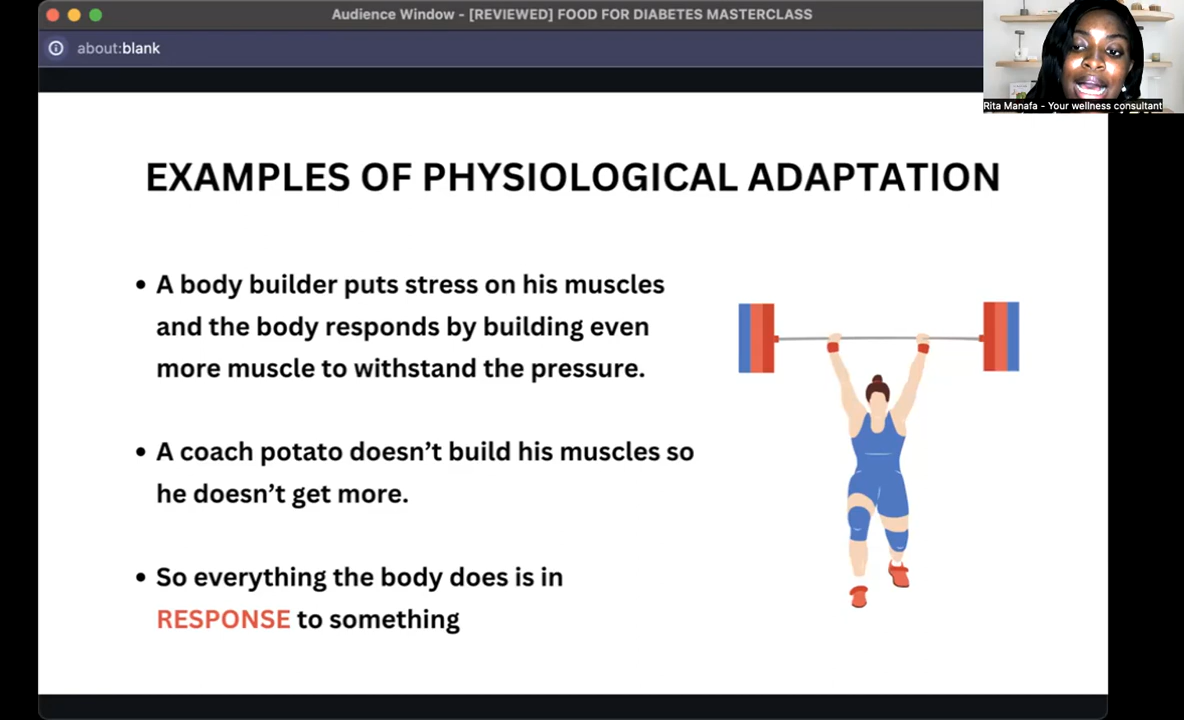 Audience Window - [REVIEWED] FOOD FOR DIABETES MASTERCLASS
about:blank
Rita Manafa - Your wellness consultant
EXAMPLES OF PHYSIOLOGICAL ADAPTATION
• A body builder puts stress on his muscles
and the body responds by building even
more muscle to withstand the pressure.
• A coach potato doesn't build his muscles so
he doesn't get more.
• So everything the body does is in
RESPONSE to something